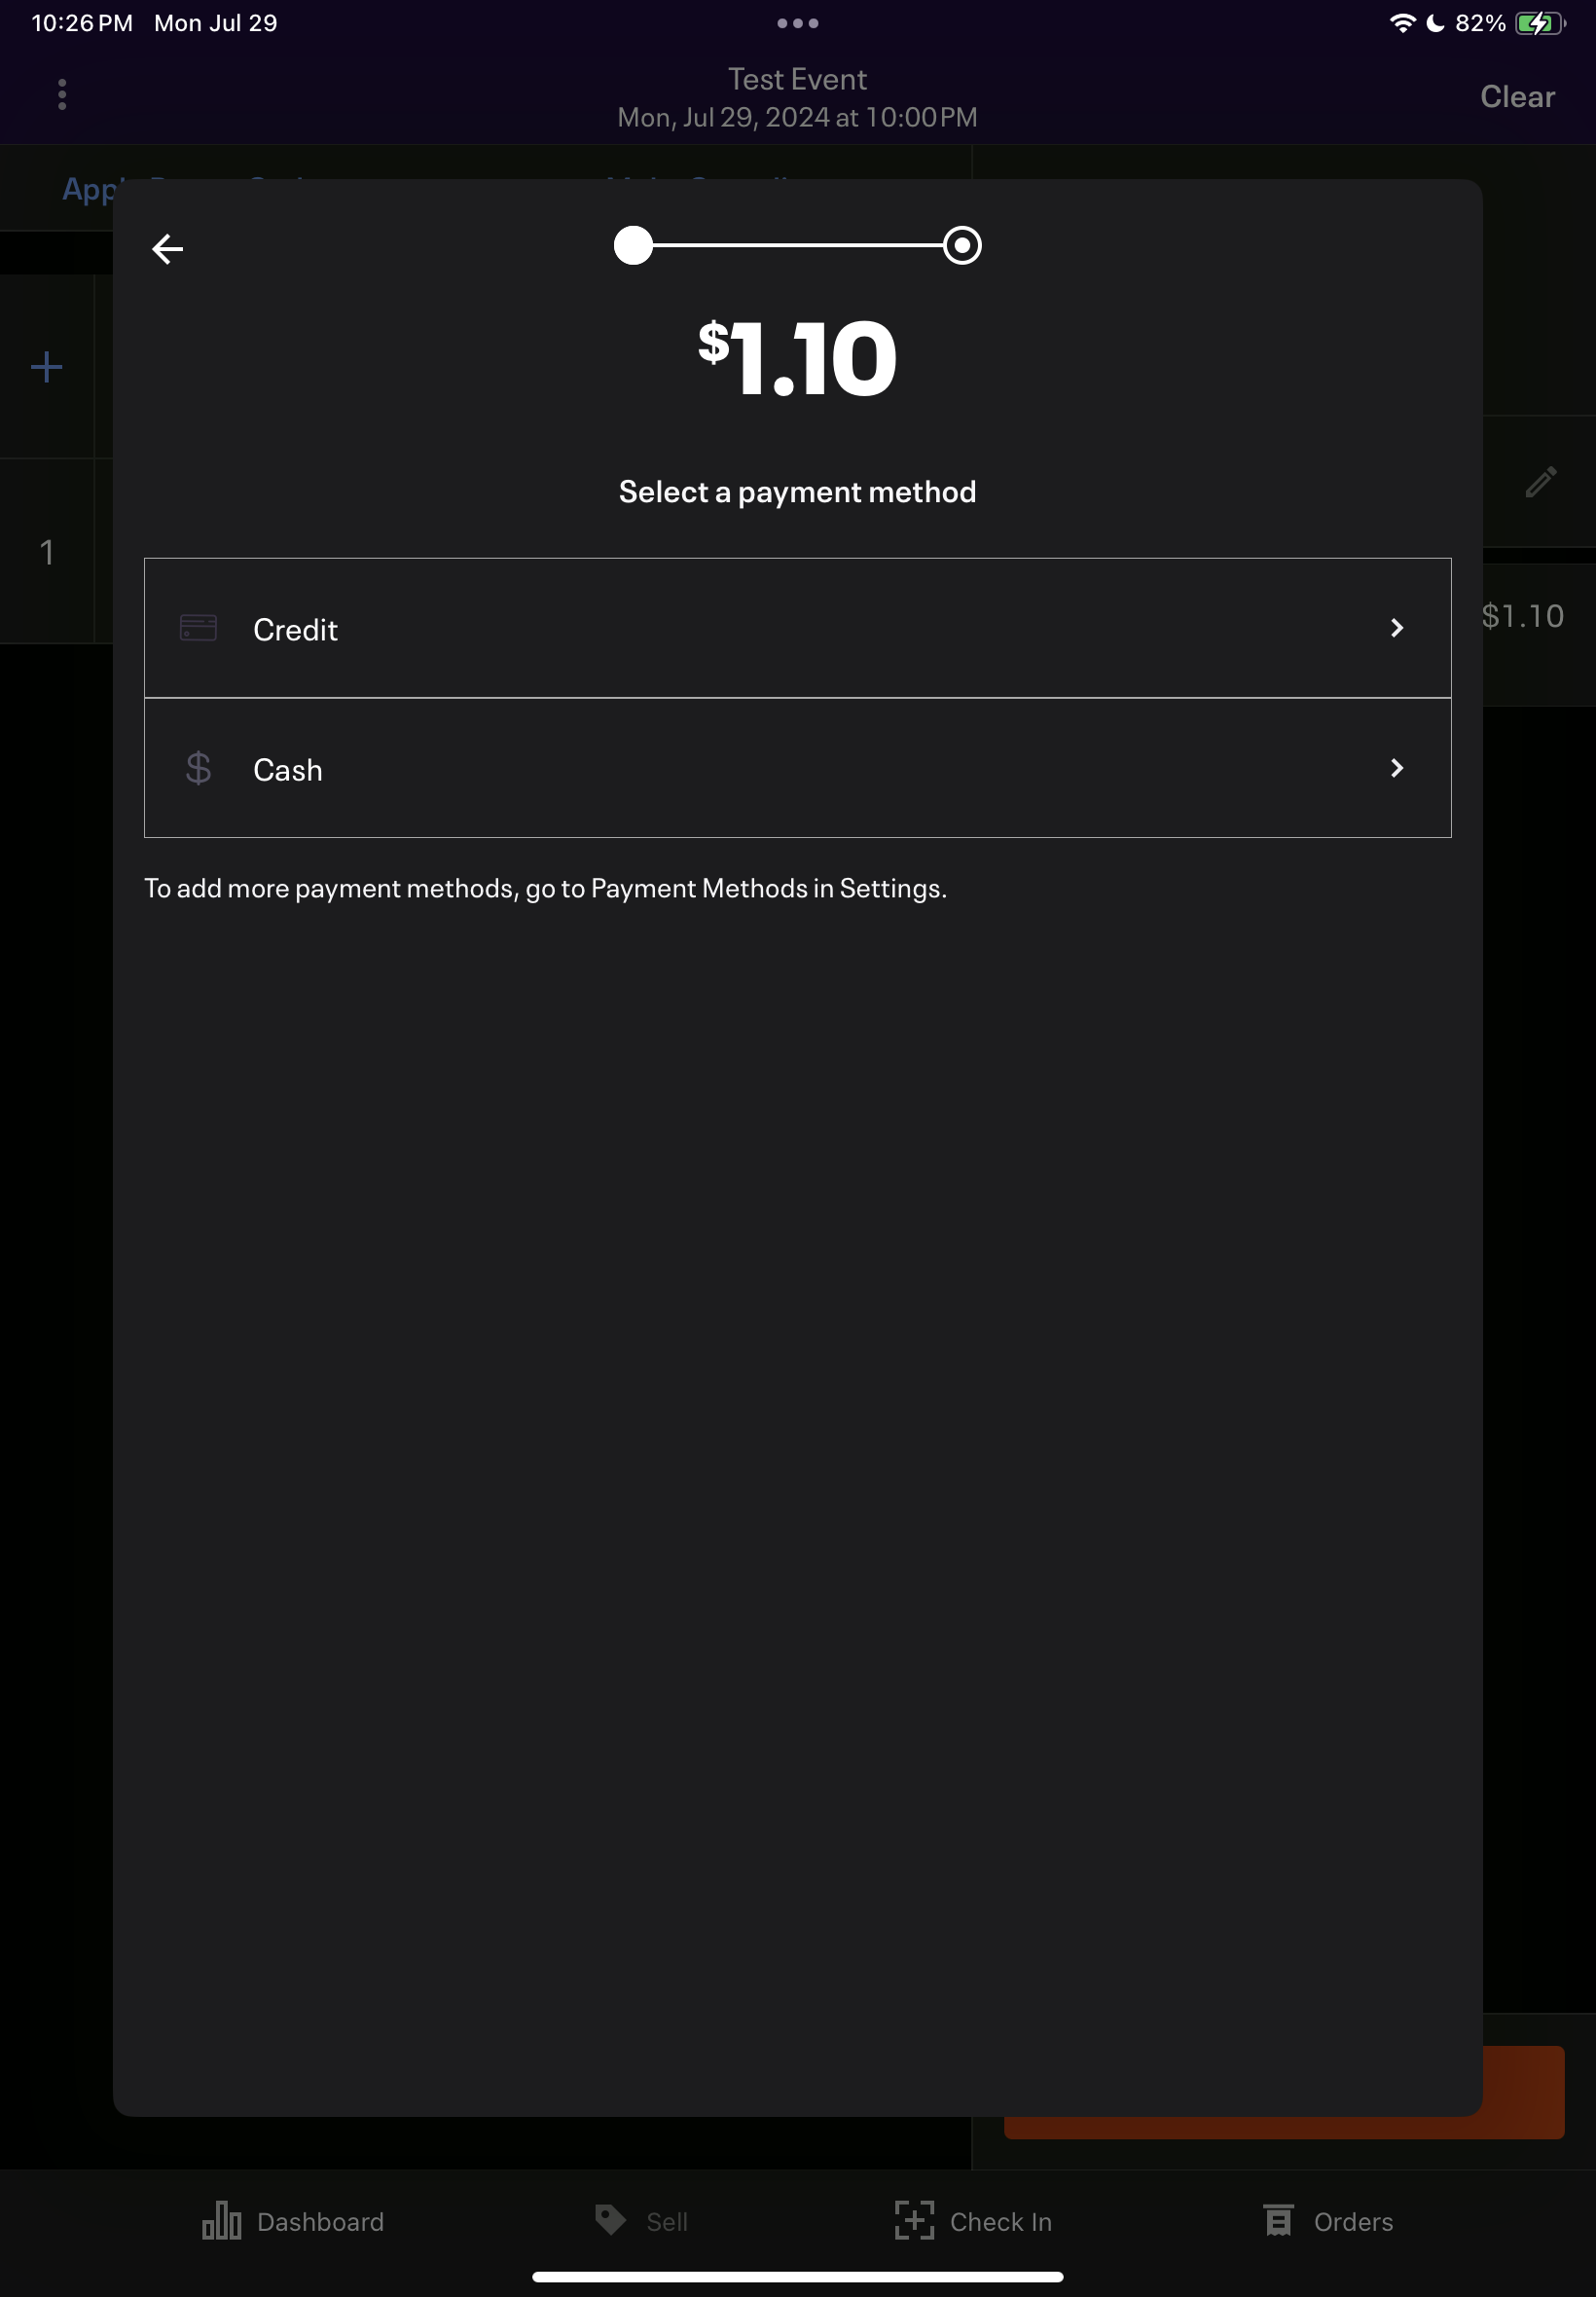 10:26 PM Mon Jul 29
82%
Test Event
Mon, Jul 29, 2024 at 10:00 PM
Clear
$1.10
Select a payment method
1
Credit
$1.10
$ Cash
To add more payment methods, go to Payment Methods in Settings.
Dashboard
Sell
Check In
Orders